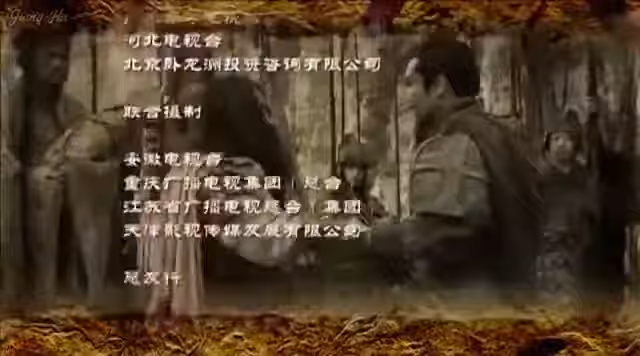 河北电视台
北京卧龙洲投资咨询有限公司
联合摄制
安徽电视台
重庆广播电视集团(总台)
江苏省广播电视总台(集团)
天津影视传媒发展有限公司
总发行